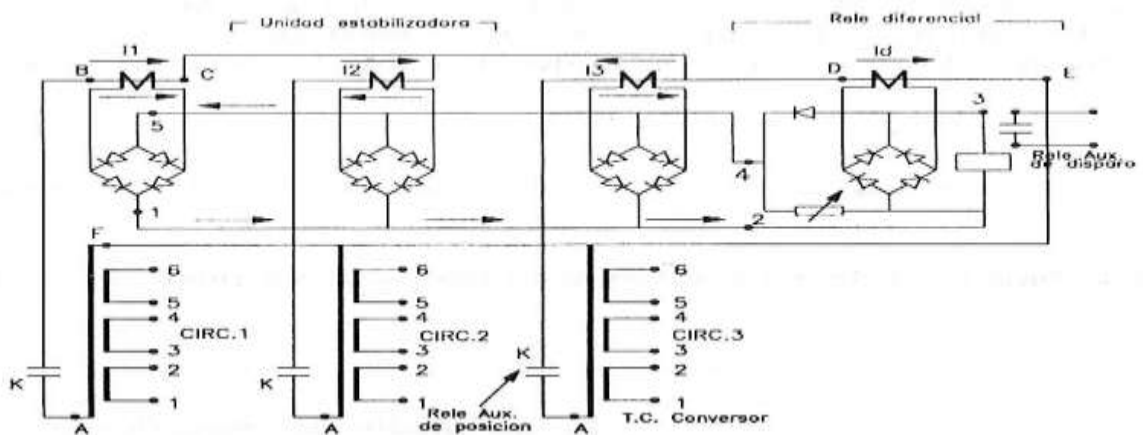 Unidad estabilizadora
Rele diferencial
I1
I2
I3
Id
B
C
D
E
5
3
4
Rele Aux.
de disparo
1
2
F
6
5
4
3
2
1
CIRC.1
K
A
6
5
4
3
2
1
CIRC.2
K
A
6
5
4
3
2
1
CIRC.3
K
A
Rele Aux.
de posicion
T.C. Conversor